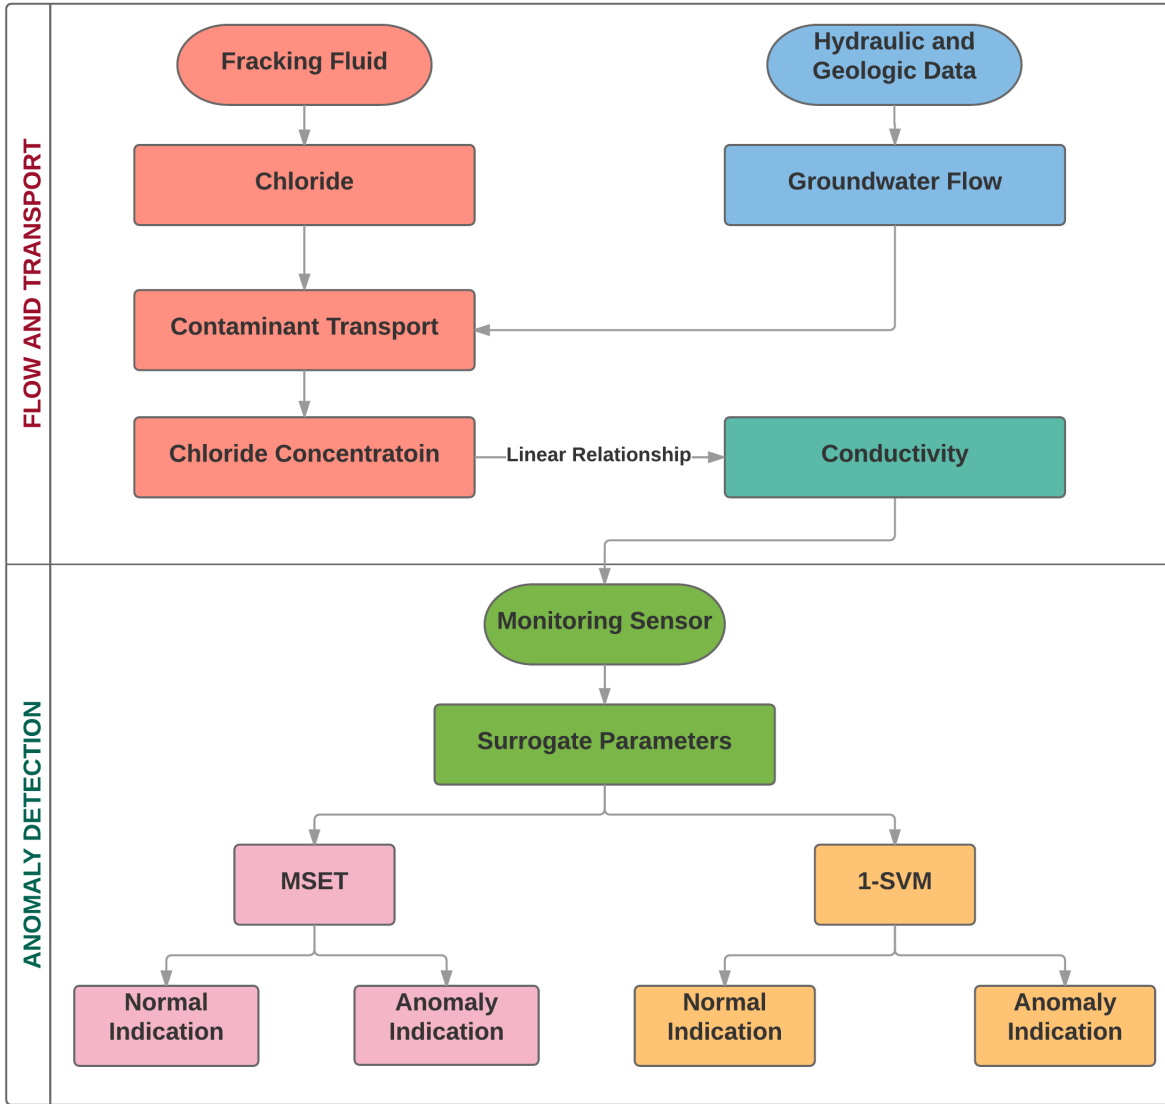 FLOW AND TRANSPORT
Fracking Fluid
Hydraulic and
Geologic Data
Chloride
Groundwater Flow
Contaminant Transport
Chloride Concentratoin
Linear Relationship
Conductivity
ANOMALY DETECTION
Monitoring Sensor
Surrogate Parameters
MSET
1-SVM
Normal
Indication
Anomaly
Indication
Normal
Indication
Anomaly
Indication